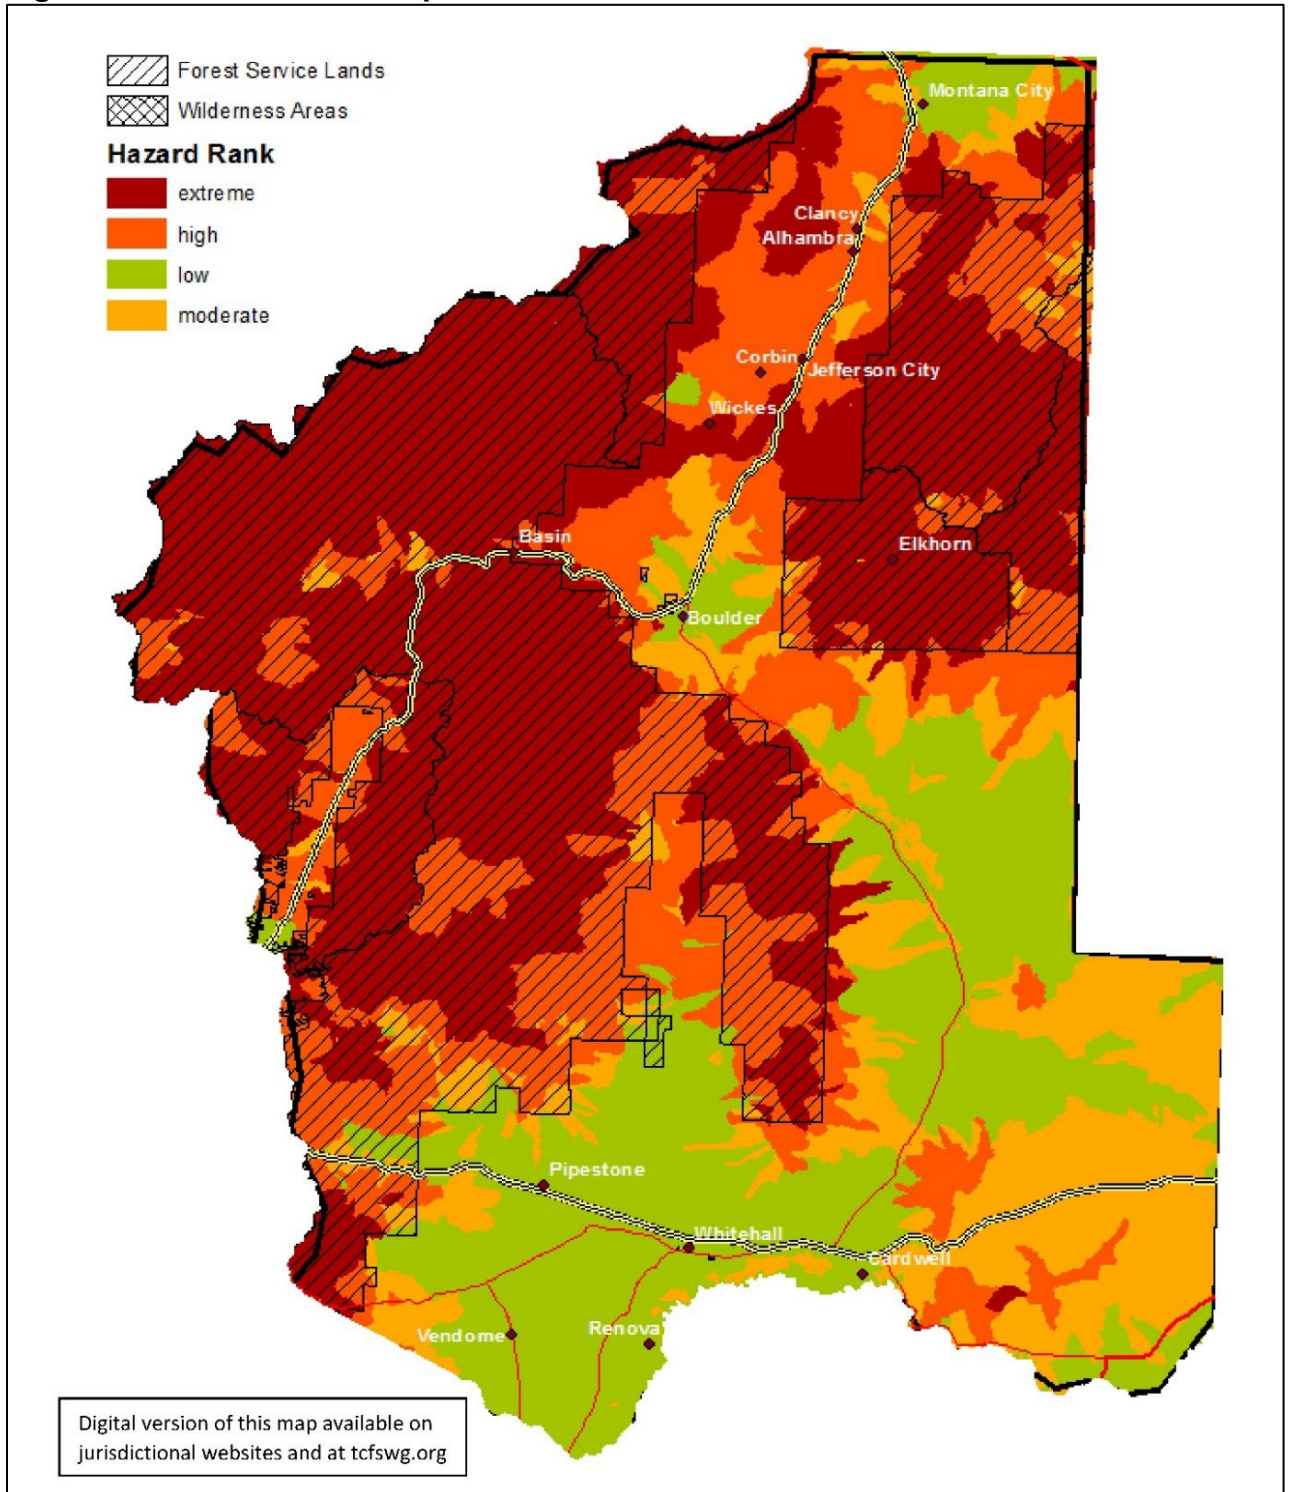 Forest Service Lands
Wilderness Areas
Hazard Rank
extreme
high
low
moderate
Montana City
Clancy
Alhambra
Corbin
Jefferson City
Wickes
Basin
Elkhorn
Boulder
Pipestone
Whitehall
Cardwell
Vendome
Renova
Digital version of this map available on
jurisdictional websites and at tcfswg.org